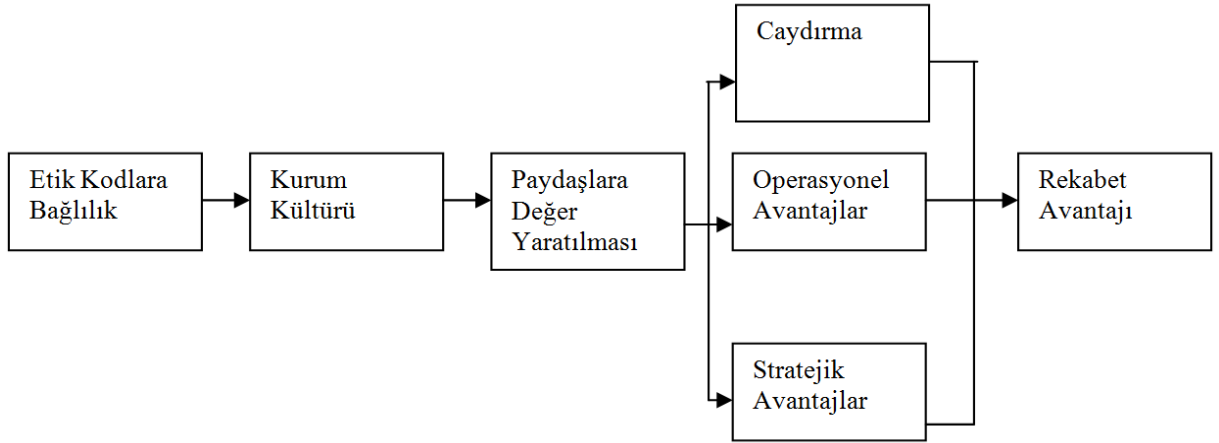 Etik Kodlara
Bağlılık
Kurum
Kültürü
Paydaşlara
Değer
Yaratılması
Caydırma
Operasyonel
Avantajlar
Stratejik
Avantajlar
Rekabet
Avantajı